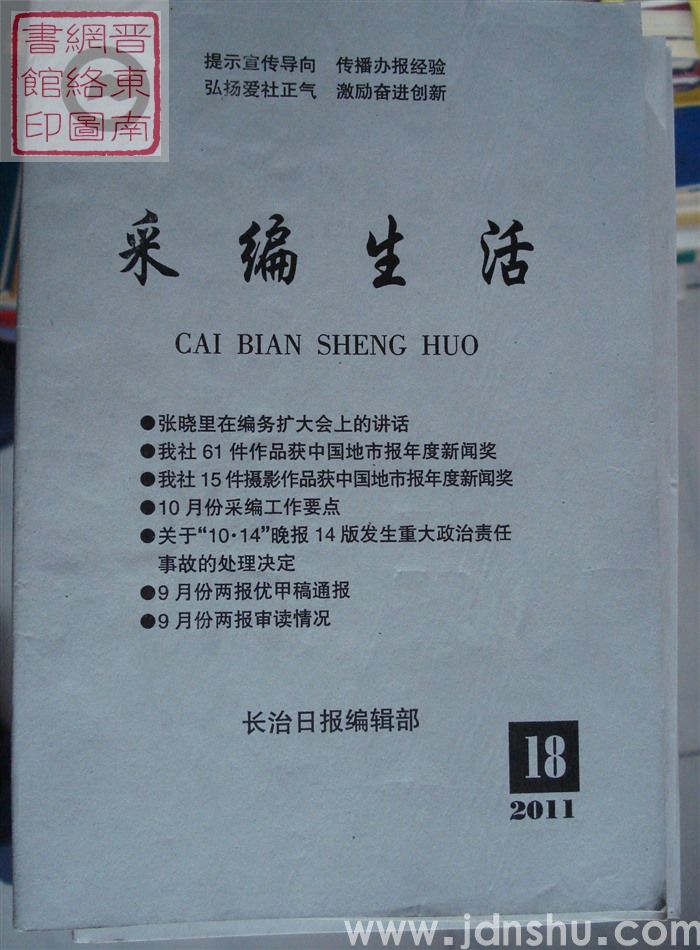 晋東南
網絡圖
書館印
提示宣传导向 传播办报经验
弘扬爱社正气 激励奋进创新
采编生活
CAI BIAN SHENG HUO
●张晓里在编务扩大会上的讲话
●我社61件作品获中国地市报年度新闻奖
●我社15件摄影作品获中国地市报年度新闻奖
●10月份采编工作要点
●关于“10·14”晚报14版发生重大政治责任
事故的处理决定
●9月份两报优甲稿通报
●9月份两报审读情况
长治日报编辑部
18
2011
www.jdnshu.com